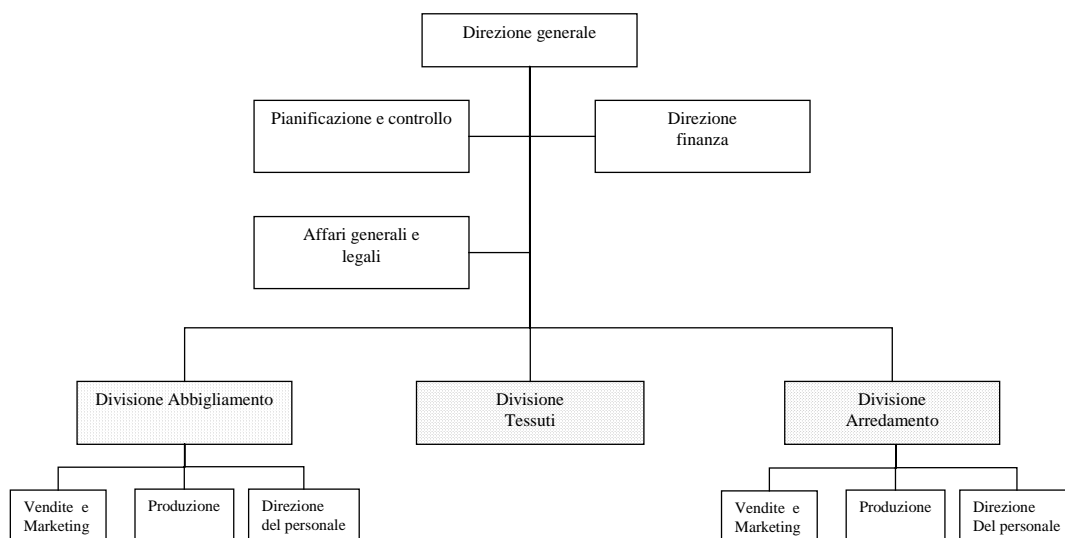 Direzione generale
Pianificazione e controllo
Direzione
finanza
Affari generali e
legali
Divisione Abbigliamento
Divisione
Tessuti
Divisione
Arredamento
Vendite e
Marketing
Produzione
Direzione
del personale
Vendite e
Marketing
Produzione
Direzione
Del personale